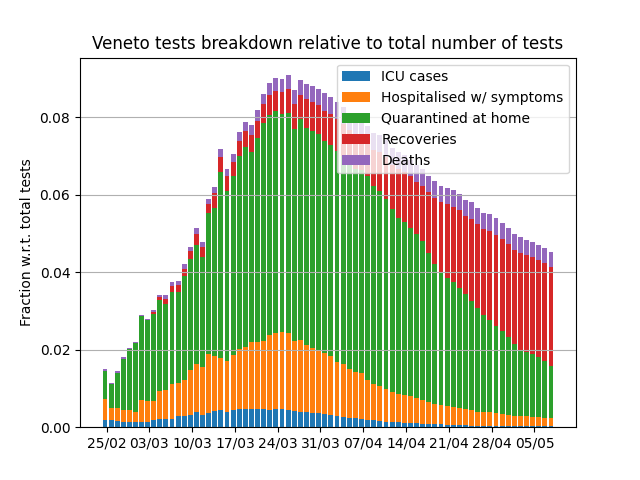 Veneto tests breakdown relative to total number of tests
ICU cases
Hospitalised w/ symptoms
Quarantined at home
Recoveries
Deaths
Fraction w.r.t. total tests
0.08
0.06
0.04
0.02
0.00
25/02 03/03 10/03 17/03 24/03 31/03 07/04 14/04 21/04 28/04 05/05